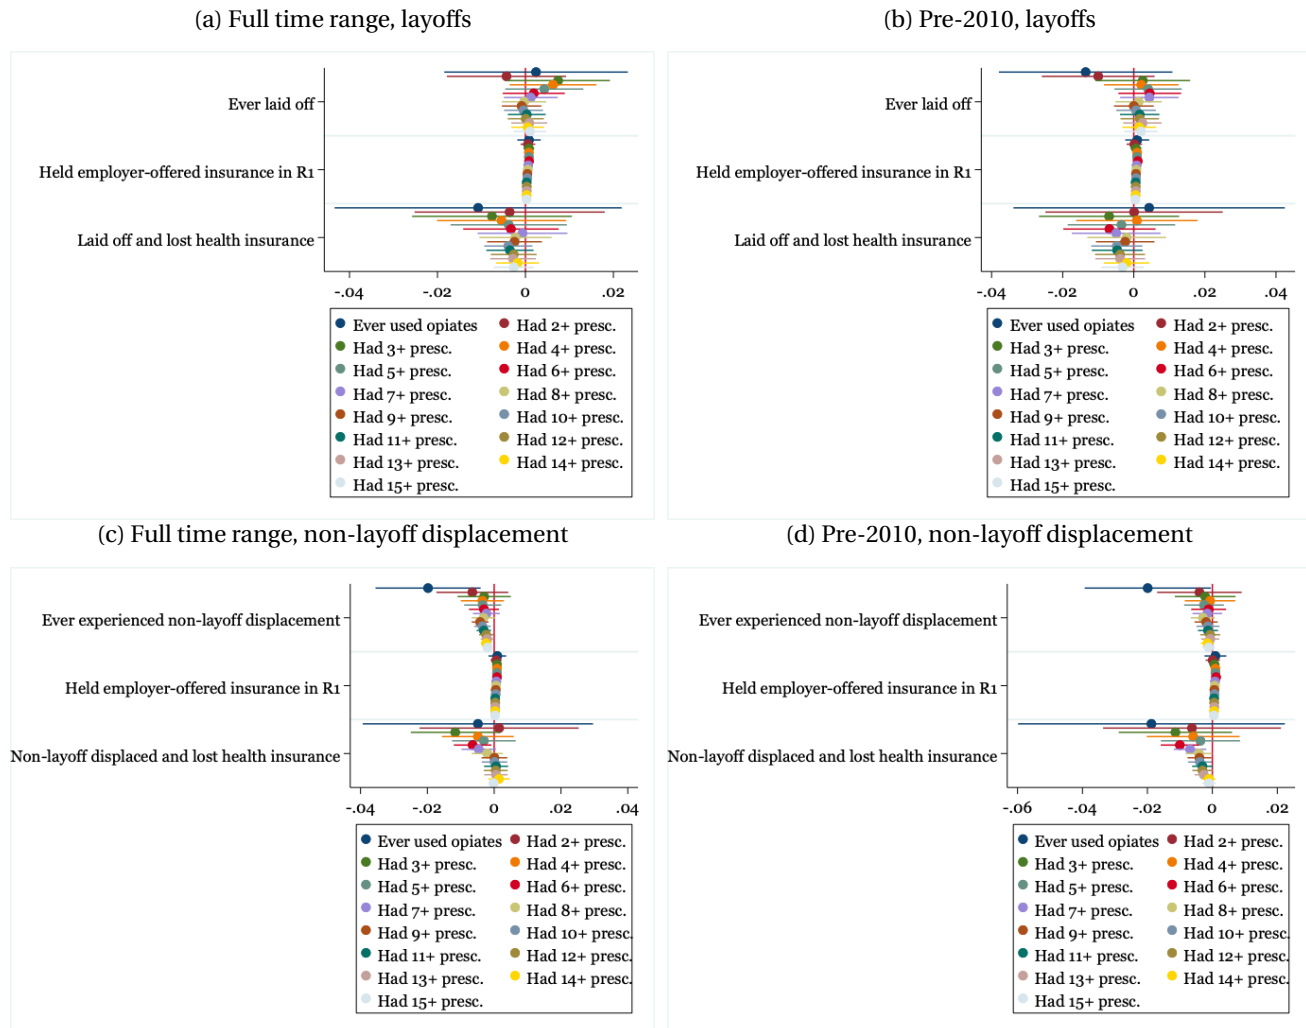 (a) Full time range, layoffs
Ever laid off
Held employer-offered insurance in R1
Laid off and lost health insurance
-.04 -.02 0 .02
Ever used opiates Had 2+ presc.
Had 3+ presc. Had 4+ presc.
Had 5+ presc. Had 6+ presc.
Had 7+ presc. Had 8+ presc.
Had 9+ presc. Had 10+ presc.
Had 11+ presc. Had 12+ presc.
Had 13+ presc. Had 14+ presc.
Had 15+ presc.
(b) Pre-2010, layoffs
Ever laid off
Held employer-offered insurance in R1
Laid off and lost health insurance
-.04 -.02 0 .02 .04
Ever used opiates Had 2+ presc.
Had 3+ presc. Had 4+ presc.
Had 5+ presc. Had 6+ presc.
Had 7+ presc. Had 8+ presc.
Had 9+ presc. Had 10+ presc.
Had 11+ presc. Had 12+ presc.
Had 13+ presc. Had 14+ presc.
Had 15+ presc.
(c) Full time range, non-layoff displacement
Ever experienced non-layoff displacement
Held employer-offered insurance in R1
Non-layoff displaced and lost health insurance
-.04 -.02 0 .02 .04
Ever used opiates Had 2+ presc.
Had 3+ presc. Had 4+ presc.
Had 5+ presc. Had 6+ presc.
Had 7+ presc. Had 8+ presc.
Had 9+ presc. Had 10+ presc.
Had 11+ presc. Had 12+ presc.
Had 13+ presc. Had 14+ presc.
Had 15+ presc.
(d) Pre-2010, non-layoff displacement
Ever experienced non-layoff displacement
Held employer-offered insurance in R1
Non-layoff displaced and lost health insurance
-.06 -.04 -.02 0 .02
Ever used opiates Had 2+ presc.
Had 3+ presc. Had 4+ presc.
Had 5+ presc. Had 6+ presc.
Had 7+ presc. Had 8+ presc.
Had 9+ presc. Had 10+ presc.
Had 11+ presc. Had 12+ presc.
Had 13+ presc. Had 14+ presc.
Had 15+ presc.